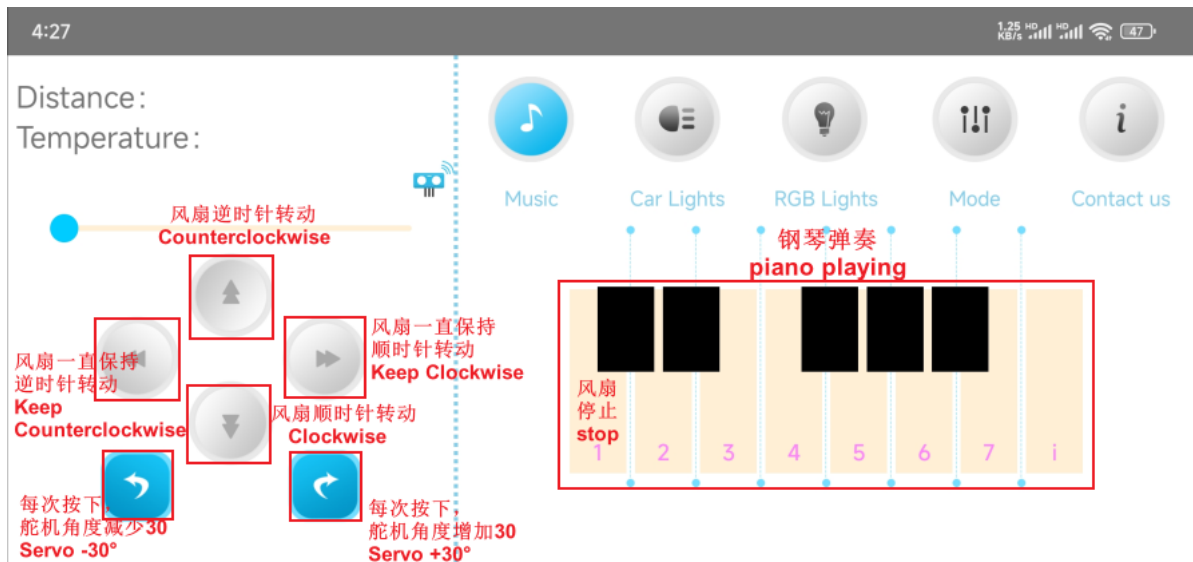 4:27
1.25 KB/s HD HD 47
Distance:
Temperature:
Music
Car Lights
RGB Lights
Mode
i
Contact us
风扇逆时针转动
Counterclockwise
风扇一直保持
逆时针转动
Keep
Counterclockwise
风扇一直保持
顺时针转动
Keep Clockwise
风扇顺时针转动
Clockwise
每次按下,
舵机角度减少30
Servo -30°
每次按下,
舵机角度增加30
Servo +30°
钢琴弹奏
piano playing
风扇
停止
stop
1 2 3 4 5 6 7 i